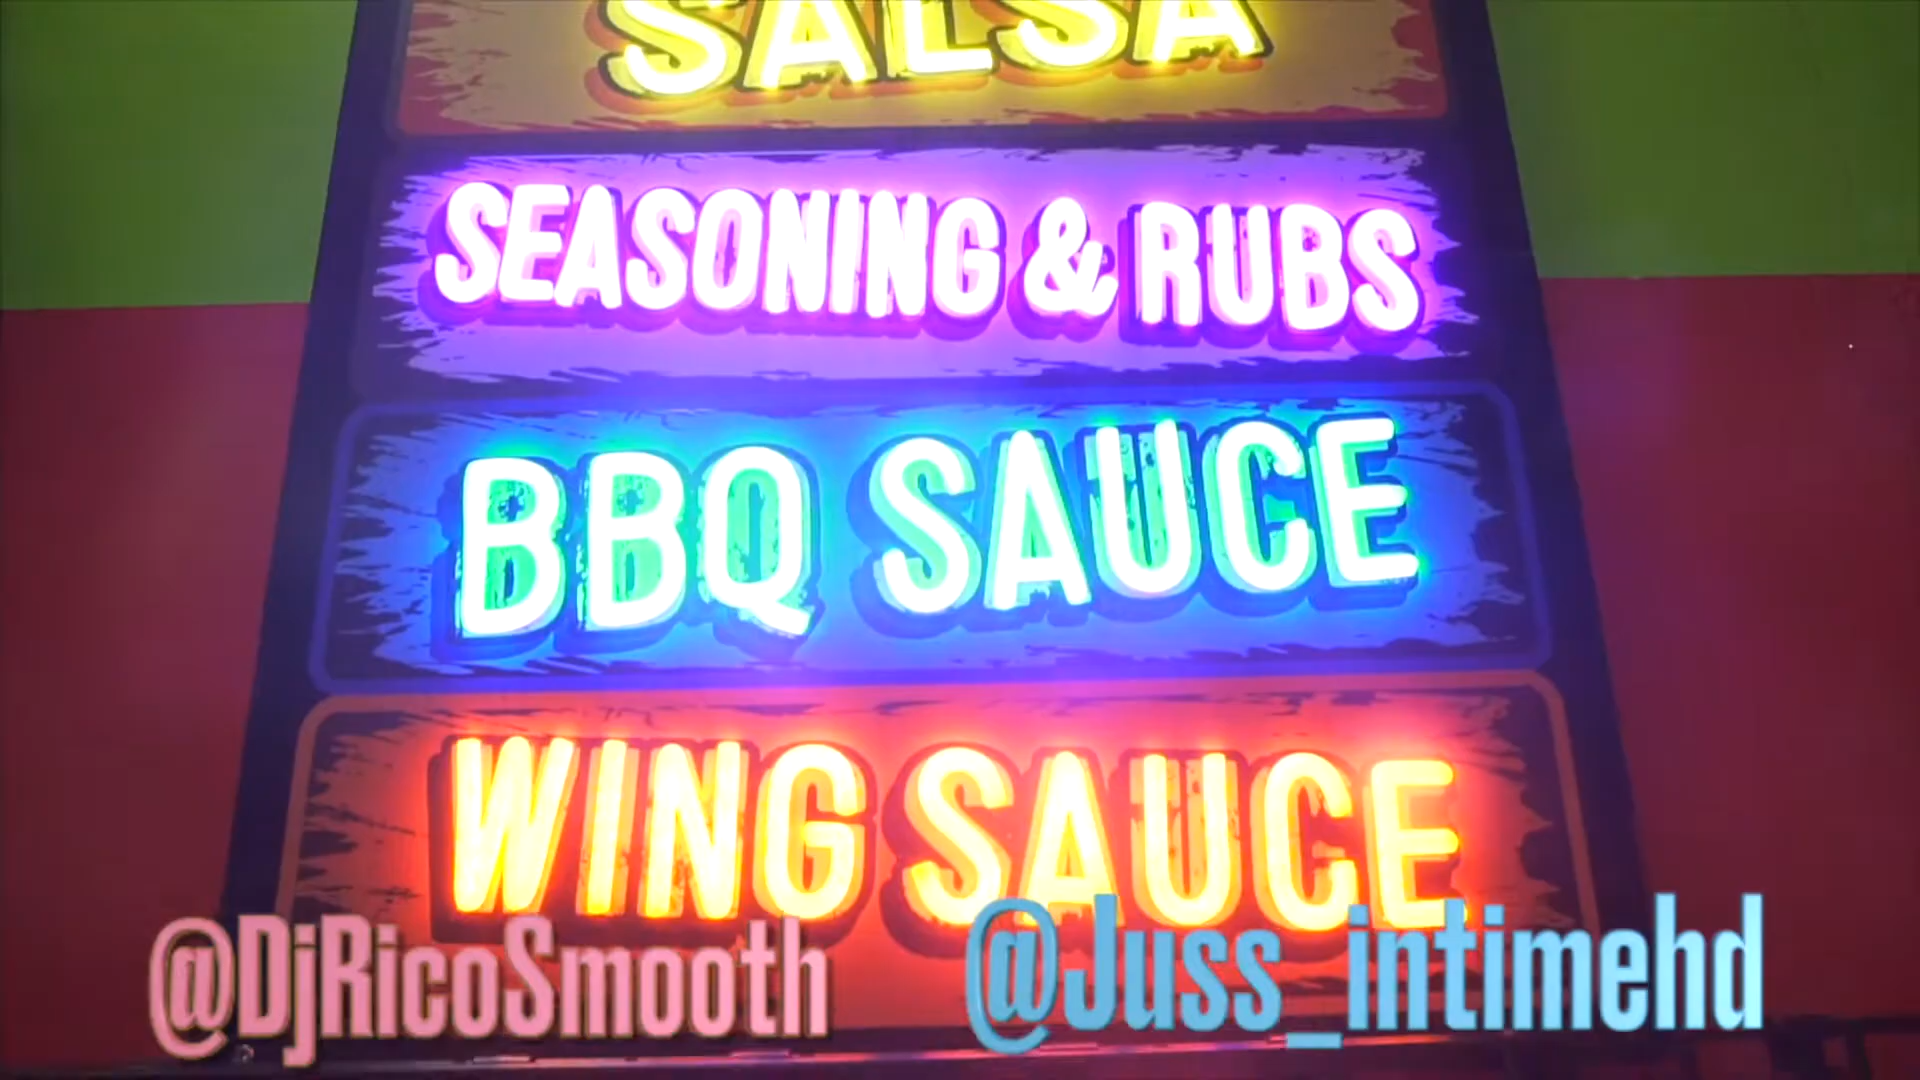 SALSA
SEASONING & RUBS
BBQ SAUCE
WING SAUCE
@DjRicoSmooth @Juss_intimehd